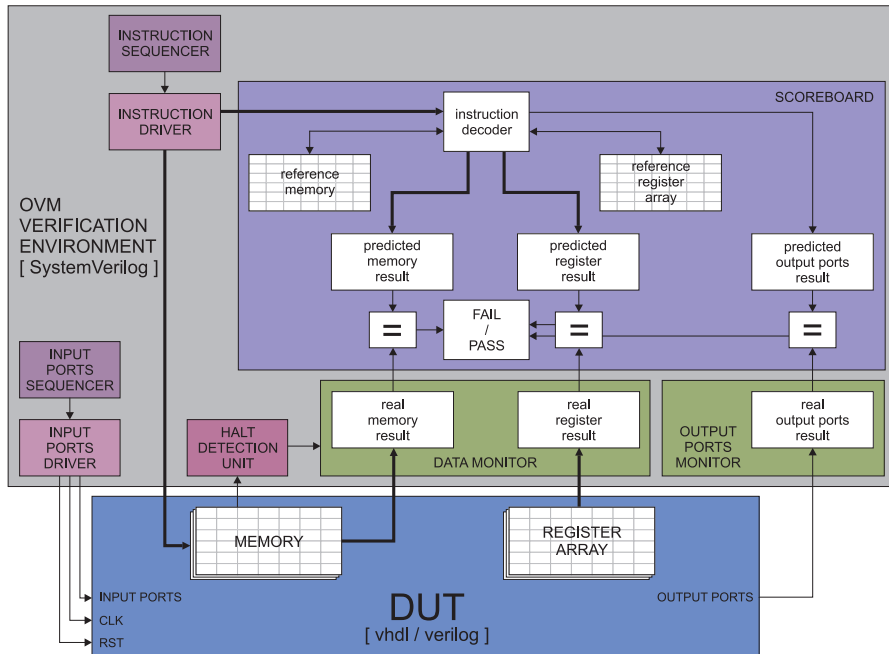 INSTRUCTION
SEQUENCER
INSTRUCTION
DRIVER
SCOREBOARD
instruction
decoder
reference
memory
reference
register
array
OVM
VERIFICATION
ENVIRONMENT
[ SystemVerilog ]
predicted
memory
result
predicted
register
result
predicted
output ports
result
=
FAIL
/
PASS
=
=
INPUT
PORTS
SEQUENCER
INPUT
PORTS
DRIVER
HALT
DETECTION
UNIT
real
memory
result
real
register
result
DATA MONITOR
OUTPUT
PORTS
MONITOR
real
output ports
result
MEMORY
REGISTER
ARRAY
INPUT PORTS
CLK
RST
DUT
[ vhdl / verilog ]
OUTPUT PORTS